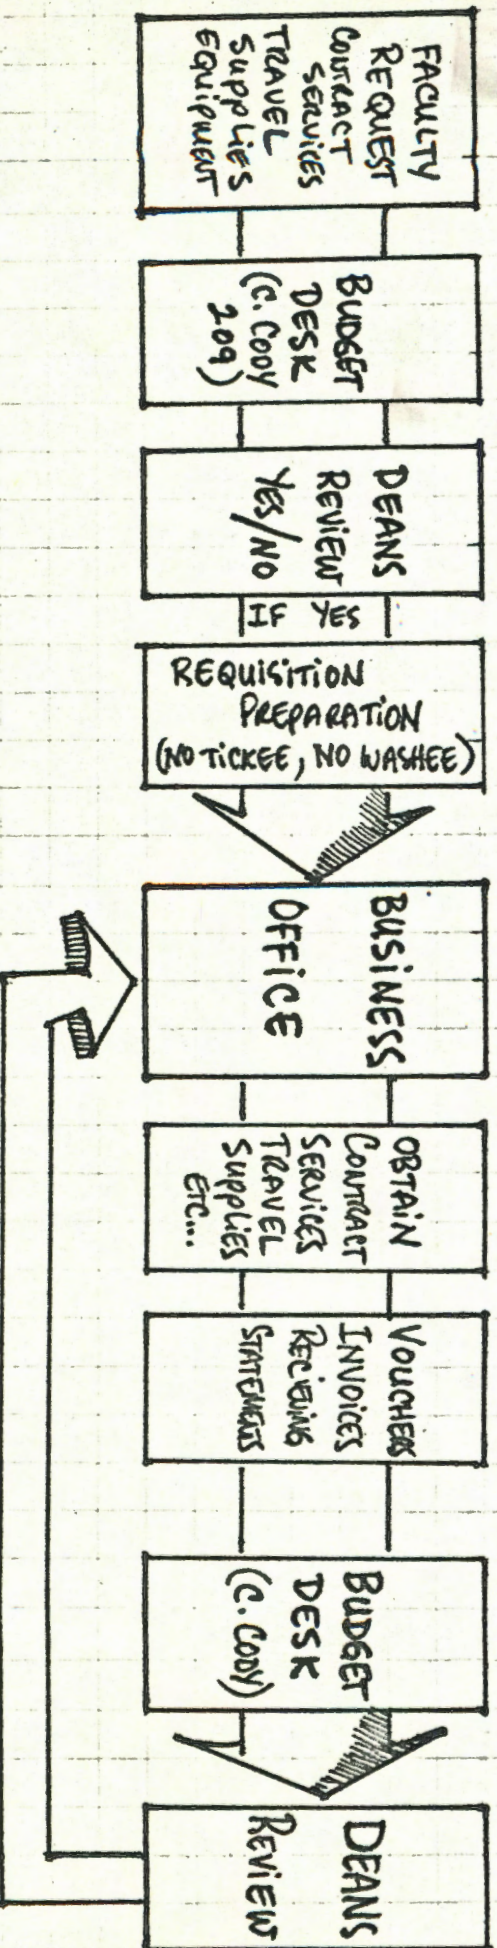 FACULTY
REQUEST
CONTRACT
SERVICES
TRAVEL
SUPPLIES
EQUIPMENT
BUDGET
DESK
(C. CODY
209)
DEANS
REVIEW
YES/NO
IF YES
REQUISITION
PREPARATION
(NO TICKEE, NO WASHEE)
BUSINESS
OFFICE
OBTAIN
CONTRACT
SERVICES
TRAVEL
SUPPLIES
ETC...
VOUCHERS
INVOICES
RECIEVING
STATEMENTS
BUDGET
DESK
(C. CODY)
DEANS
REVIEW